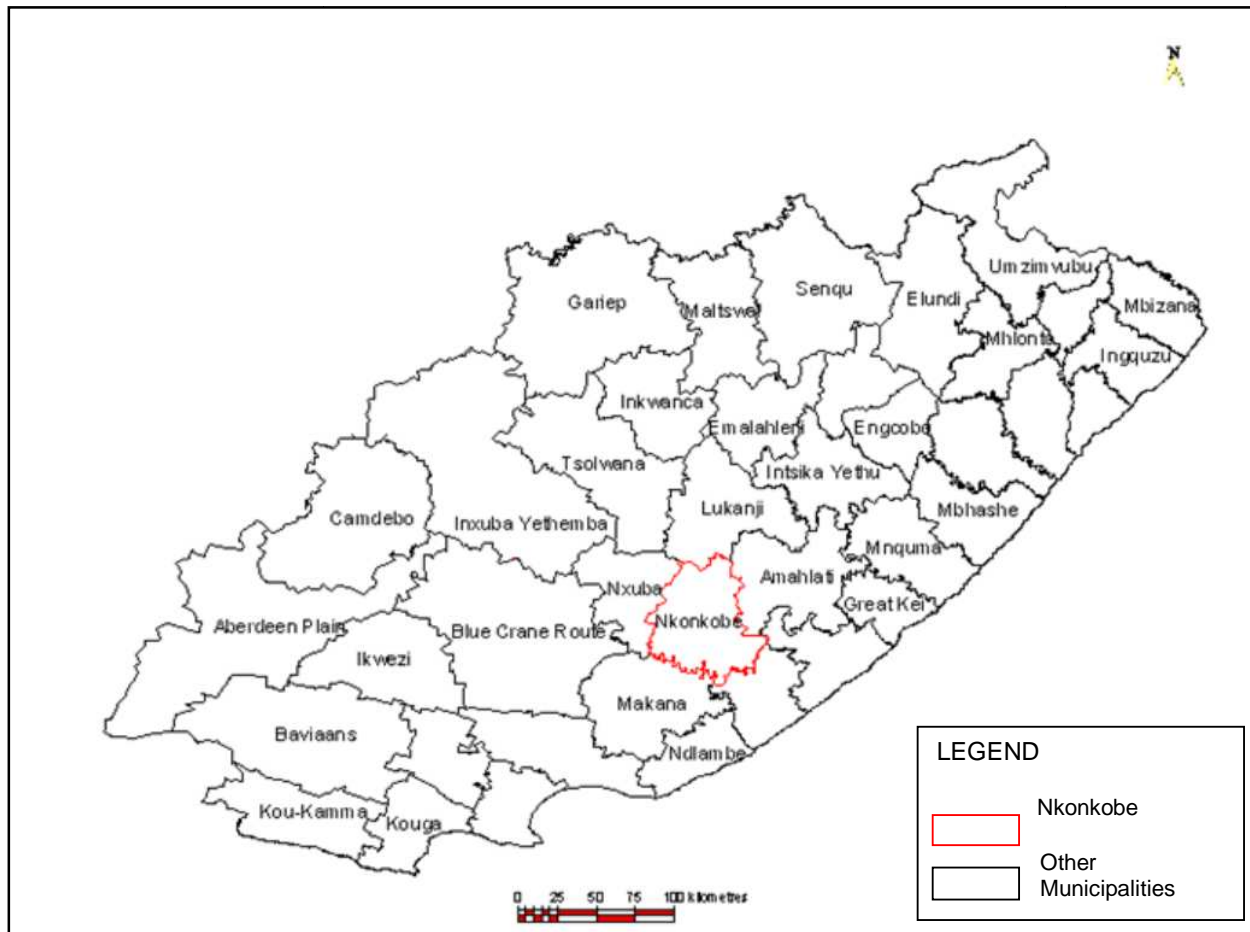 N
Umzimvubu
Senqu
Elundi
Mbizana
Gariep
(Maltswe
Mhlonta
Ingquzu
Inkwanca
Emalahleni
Engcobe
Tsolwana
Intsika Yethu
Lukanji
Mbhashe
Camdebo
Inxuba Yethemba
Mnquma
Amahlati
Nxuba
Great Kei
Nkonkobe
Aberdeen Plain
Blue Crane Route
Ikwezi
Makana
Baviaans
Ndlambe
Kou-Kamma
Kouga
LEGEND
Nkonkobe
Other
Municipalities
0 25 50 75 100 kilometres